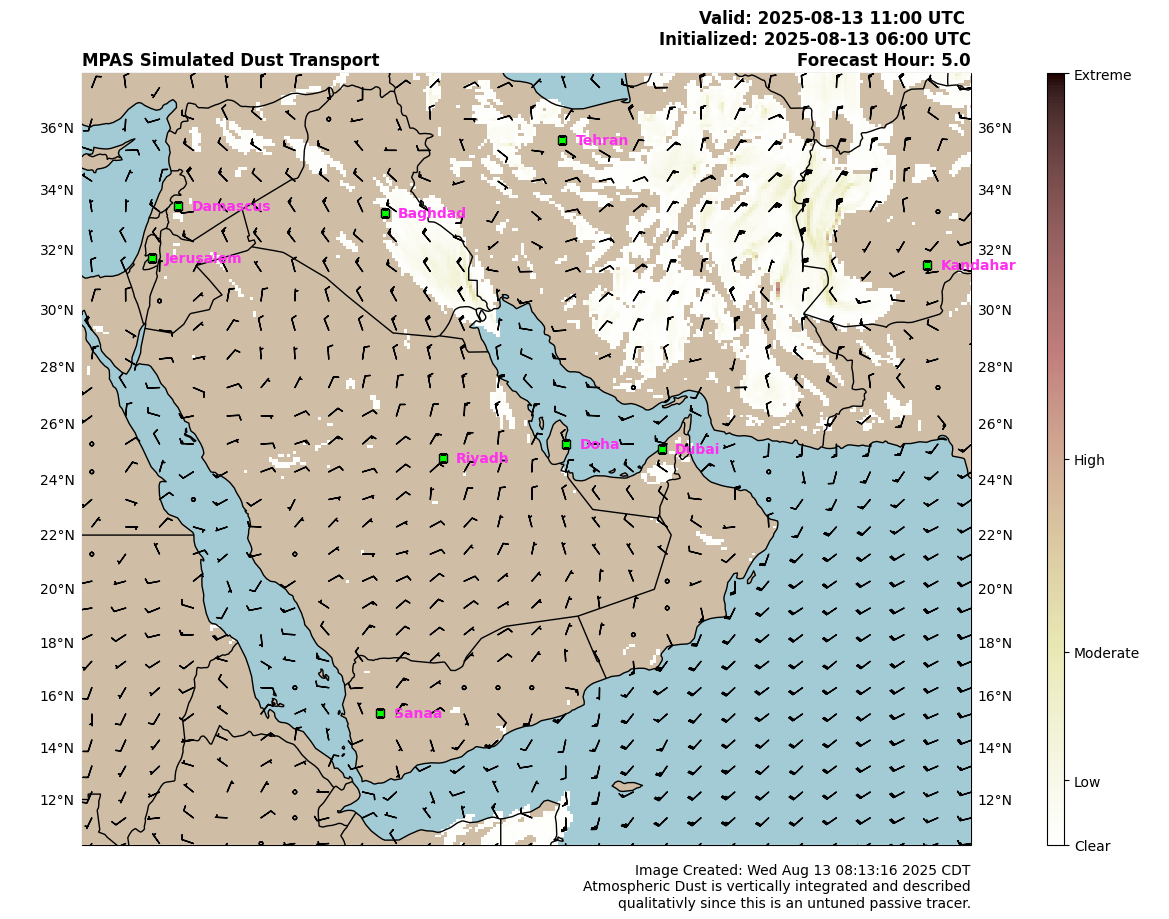 Valid: 2025-08-13 11:00 UTC
Initialized: 2025-08-13 06:00 UTC
MPAS Simulated Dust Transport
Forecast Hour: 5.0
Extreme
36°N
Tehran
36°N
34°N
34°N
Damascus
Baghdad
32°N
32°N
Jerusalem
Kandahar
30°N
30°N
28°N
28°N
26°N
26°N
Doha
Dubai
Riyadh
High
24°N
24°N
22°N
22°N
20°N
20°N
18°N
18°N
Moderate
16°N
16°N
Sanaa
14°N
14°N
Low
12°N
12°N
Clear
Image Created: Wed Aug 13 08:13:16 2025 CDT
Atmospheric Dust is vertically integrated and described
qualitativly since this is an untuned passive tracer.